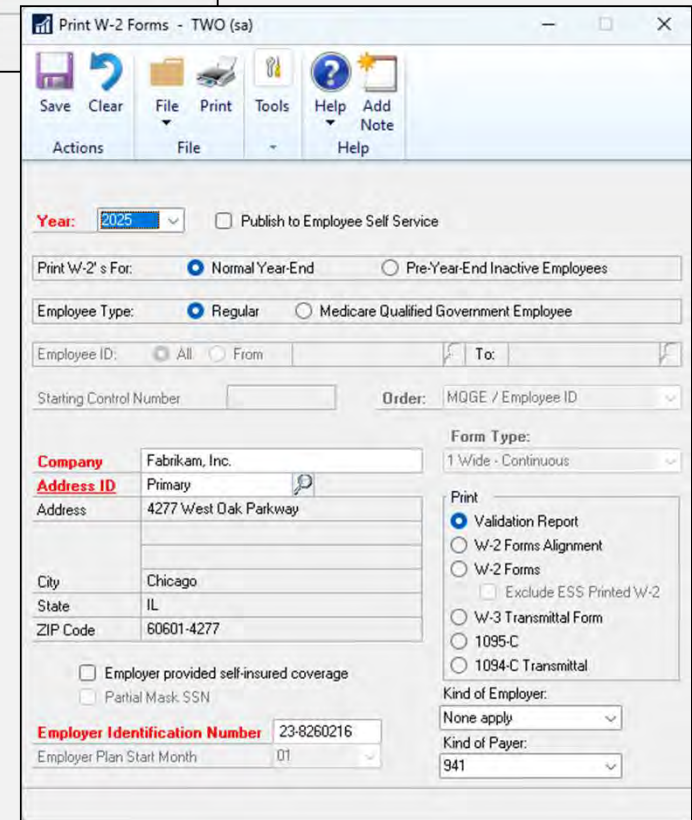 Print W-2 Forms - TWO (sa)
Save Clear File Print Tools Help Add Note
Actions File Help
Year: 2025 Publish to Employee Self Service
Print W-2's For: Normal Year-End Pre-Year-End Inactive Employees
Employee Type: Regular Medicare Qualified Government Employee
Employee ID: All From To:
Starting Control Number Order: MQGE / Employee ID
Form Type:
Company Fabrikam, Inc. 1 Wide - Continuous
Address ID Primary
Print
Address 4277 West Oak Parkway
Validation Report
W-2 Forms Alignment
W-2 Forms
City Chicago
Exclude ESS Printed W-2
State IL
W-3 Transmittal Form
ZIP Code 60601-4277
1095-C
1094-C Transmittal
Employer provided self-insured coverage
Partial Mask SSN
Kind of Employer:
None apply
Employer Identification Number 23-8260216
Kind of Payer:
Employer Plan Start Month 01
941